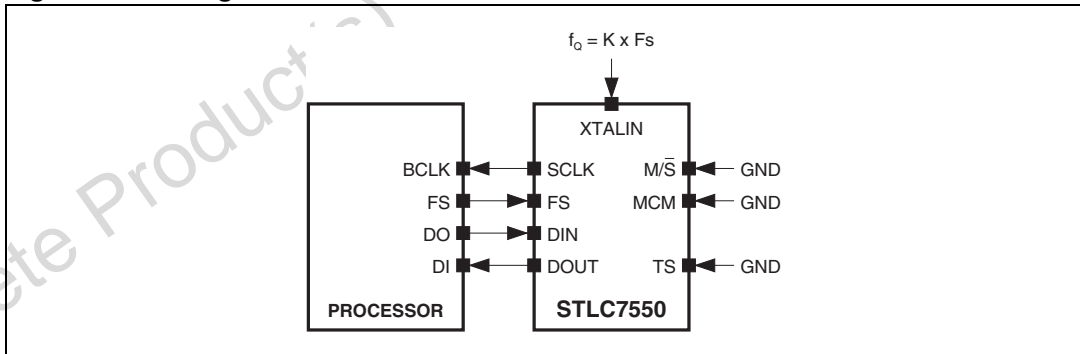 f_Q = K x Fs
XTALIN
BCLK
SCLK
M/S̅
GND
FS
FS
MCM
GND
DO
DIN
DI
DOUT
TS
GND
PROCESSOR
STLC7550